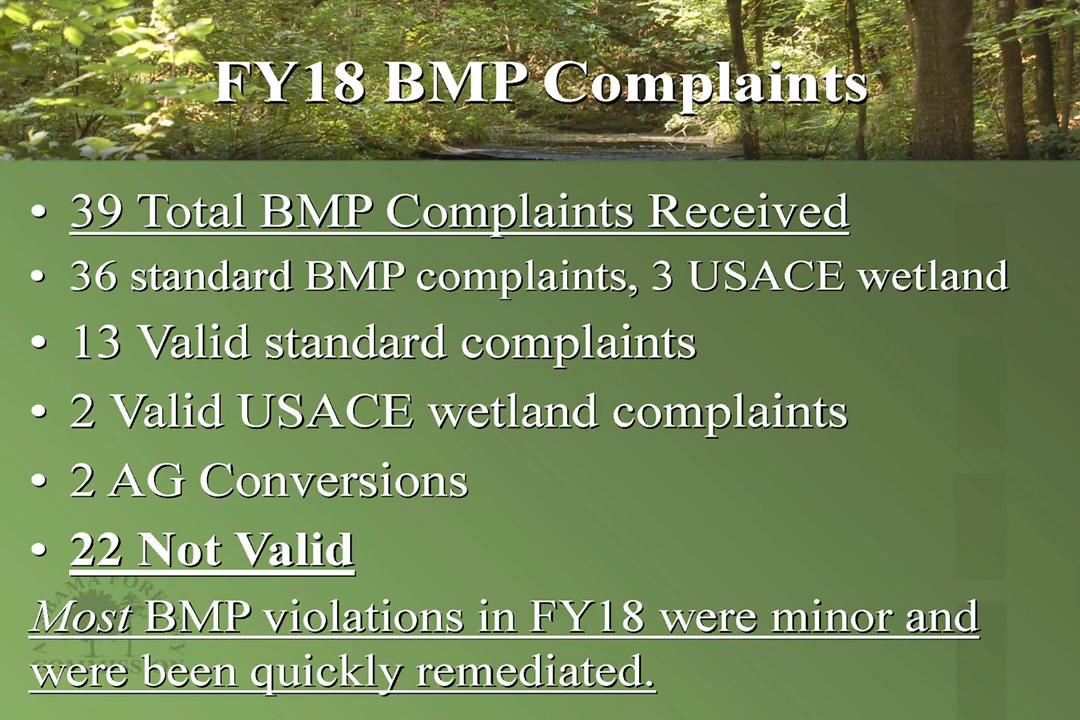 FY18 BMP Complaints
• 39 Total BMP Complaints Received
• 36 standard BMP complaints, 3 USACE wetland
• 13 Valid standard complaints
• 2 Valid USACE wetland complaints
• 2 AG Conversions
• 22 Not Valid
Most BMP violations in FY18 were minor and
were been quickly remediated.